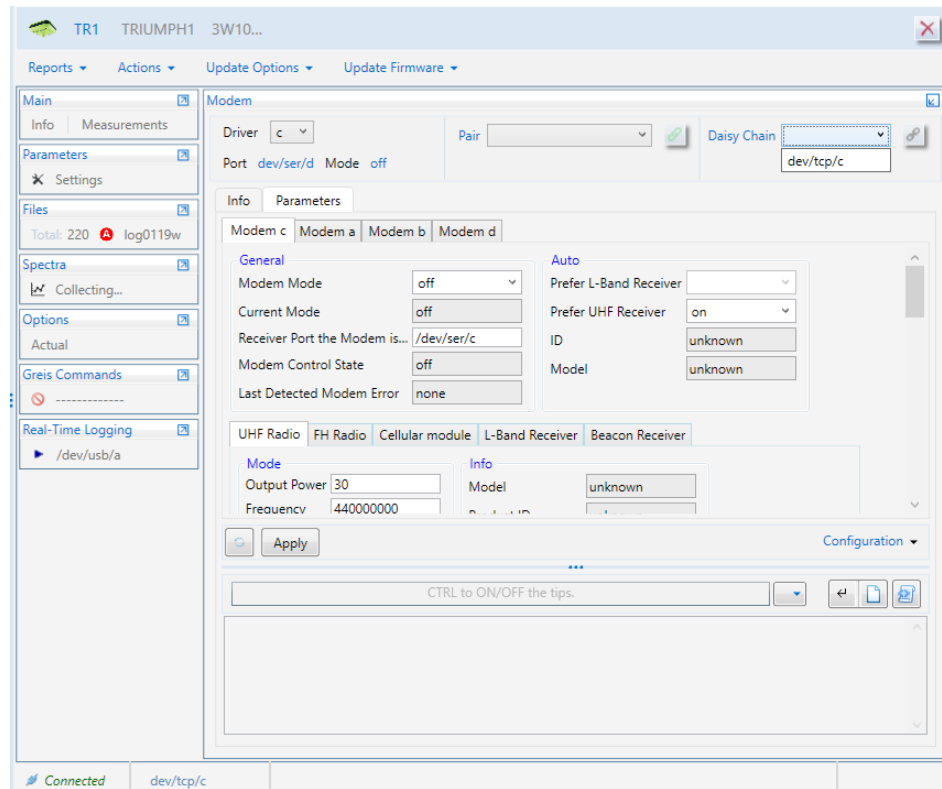 TR1 TRIUMPH1 3W10...
Reports Actions Update Options Update Firmware
Main
Info Measurements
Parameters
Settings
Files
Total: 220 A log0119w
Spectra
Collecting...
Options
Actual
Greis Commands
-------------
Real-Time Logging
/dev/usb/a
Modem
Driver c
Port dev/ser/d Mode off
Pair
Daisy Chain
dev/tcp/c
Info Parameters
Modem c Modem a Modem b Modem d
General
Modem Mode off
Current Mode off
Receiver Port the Modem is... /dev/ser/c
Modem Control State off
Last Detected Modem Error none
Auto
Prefer L-Band Receiver
Prefer UHF Receiver on
ID unknown
Model unknown
UHF Radio FH Radio Cellular module L-Band Receiver Beacon Receiver
Mode
Output Power 30
Frequency 440000000
Info
Model unknown
Apply
Configuration
CTRL to ON/OFF the tips.
Connected dev/tcp/c